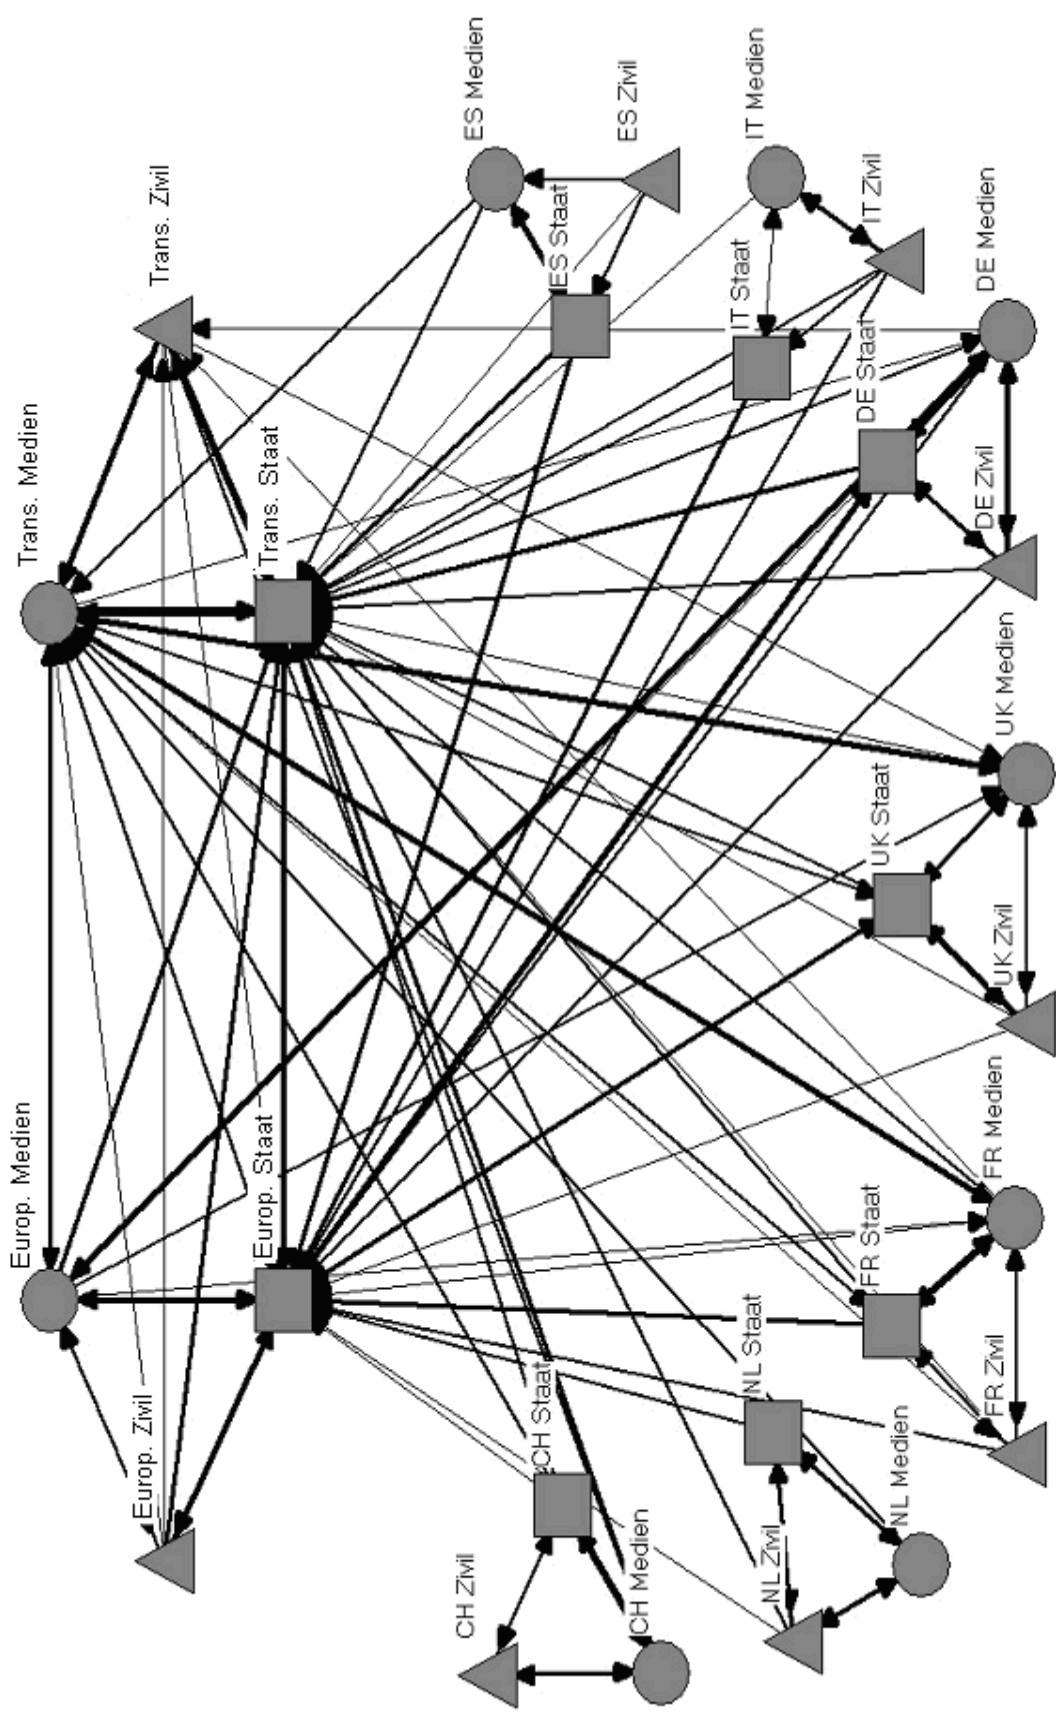 Europ. Medien
Trans. Medien
Europ. Zivil
Europ. Staat
Trans. Staat
Trans. Zivil
CH Zivil
CH Staat
CH Medien
ES Staat
ES Medien
ES Zivil
NL Zivil
NL Staat
NL Medien
IT Staat
IT Medien
IT Zivil
FR Staat
FR Zivil
FR Medien
UK Staat
UK Zivil
UK Medien
DE Staat
DE Zivil
DE Medien